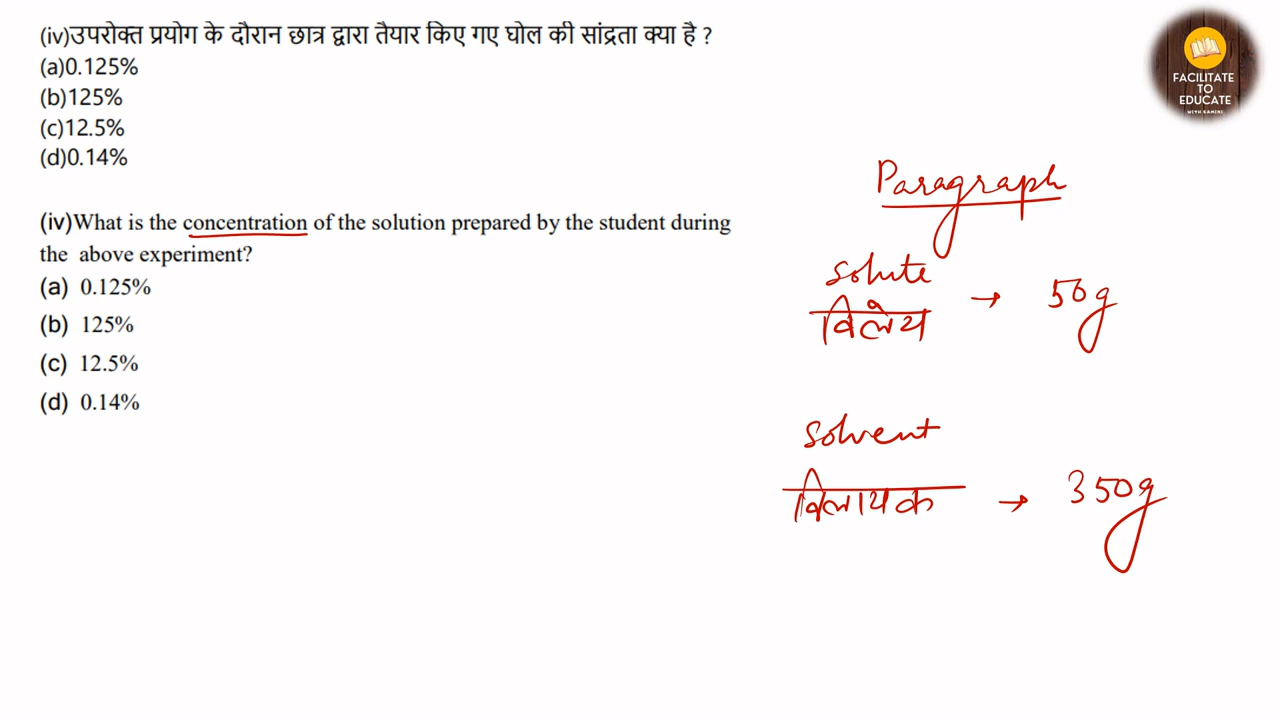 (iv)उपरोक्त प्रयोग के दौरान छात्र द्वारा तैयार किए गए घोल की सांद्रता क्या है ?
(a)0.125%
(b)125%
(c)12.5%
(d)0.14%
(iv)What is the concentration of the solution prepared by the student during
the above experiment?
(a) 0.125%
(b) 125%
(c) 12.5%
(d) 0.14%
FACILITATE
TO
EDUCATE
WITH KAMINI
Paragraph
Solute
विलेय → 50g
Solvent
विलायक → 350g